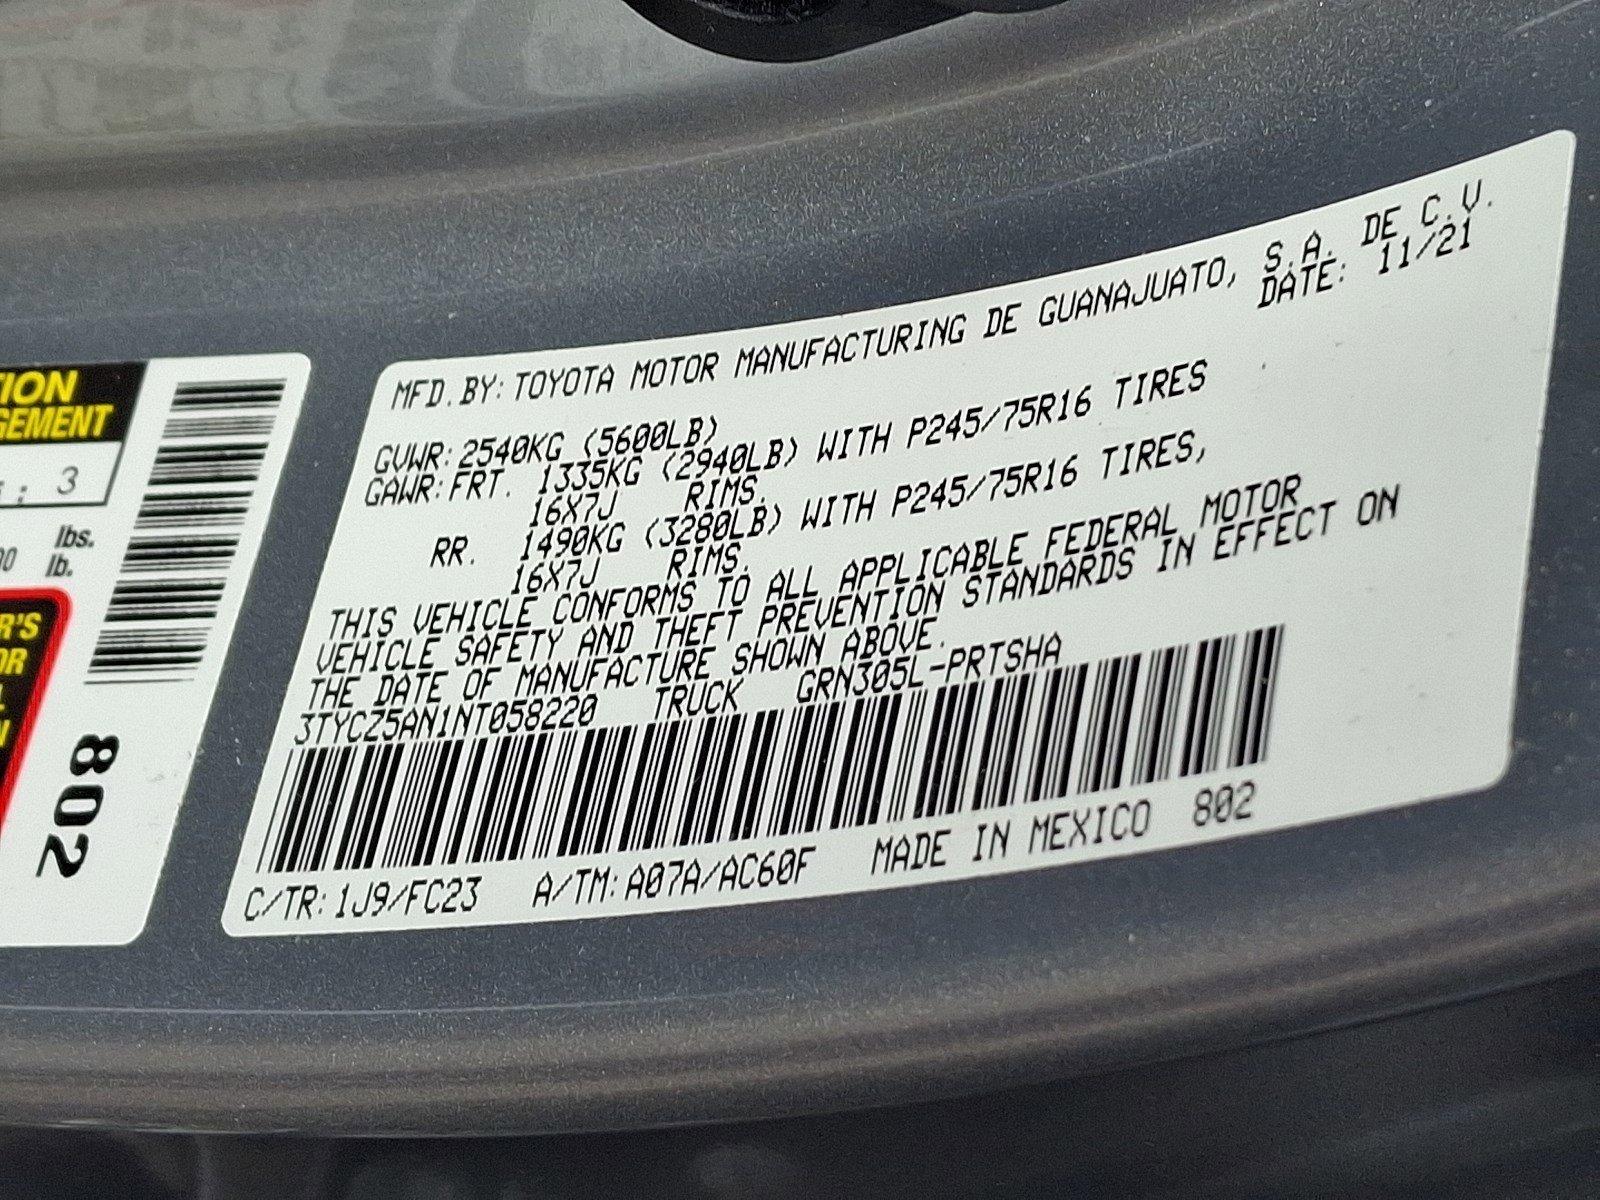 TION
GEMENT
: 3
lbs.
lb.
R'S
OR
802
MFD.BY: TOYOTA MOTOR MANUFACTURING DE GUANAJUATO, S.A. DE C.V.
DATE: 11/21
GVWR: 2540KG (5600LB)
GAWR: FRT. 1335KG (2940LB) WITH P245/75R16 TIRES
16X7J RIMS.
RR. 1490KG (3280LB) WITH P245/75R16 TIRES,
16X7J RIMS.
THIS VEHICLE CONFORMS TO ALL APPLICABLE FEDERAL MOTOR
VEHICLE SAFETY AND THEFT PREVENTION STANDARDS IN EFFECT ON
THE DATE OF MANUFACTURE SHOWN ABOVE.
3TYCZ5AN1NT058220 TRUCK GRN305L-PRTSHA
C/TR: 1J9/FC23 A/TM: A07A/AC60F MADE IN MEXICO 802